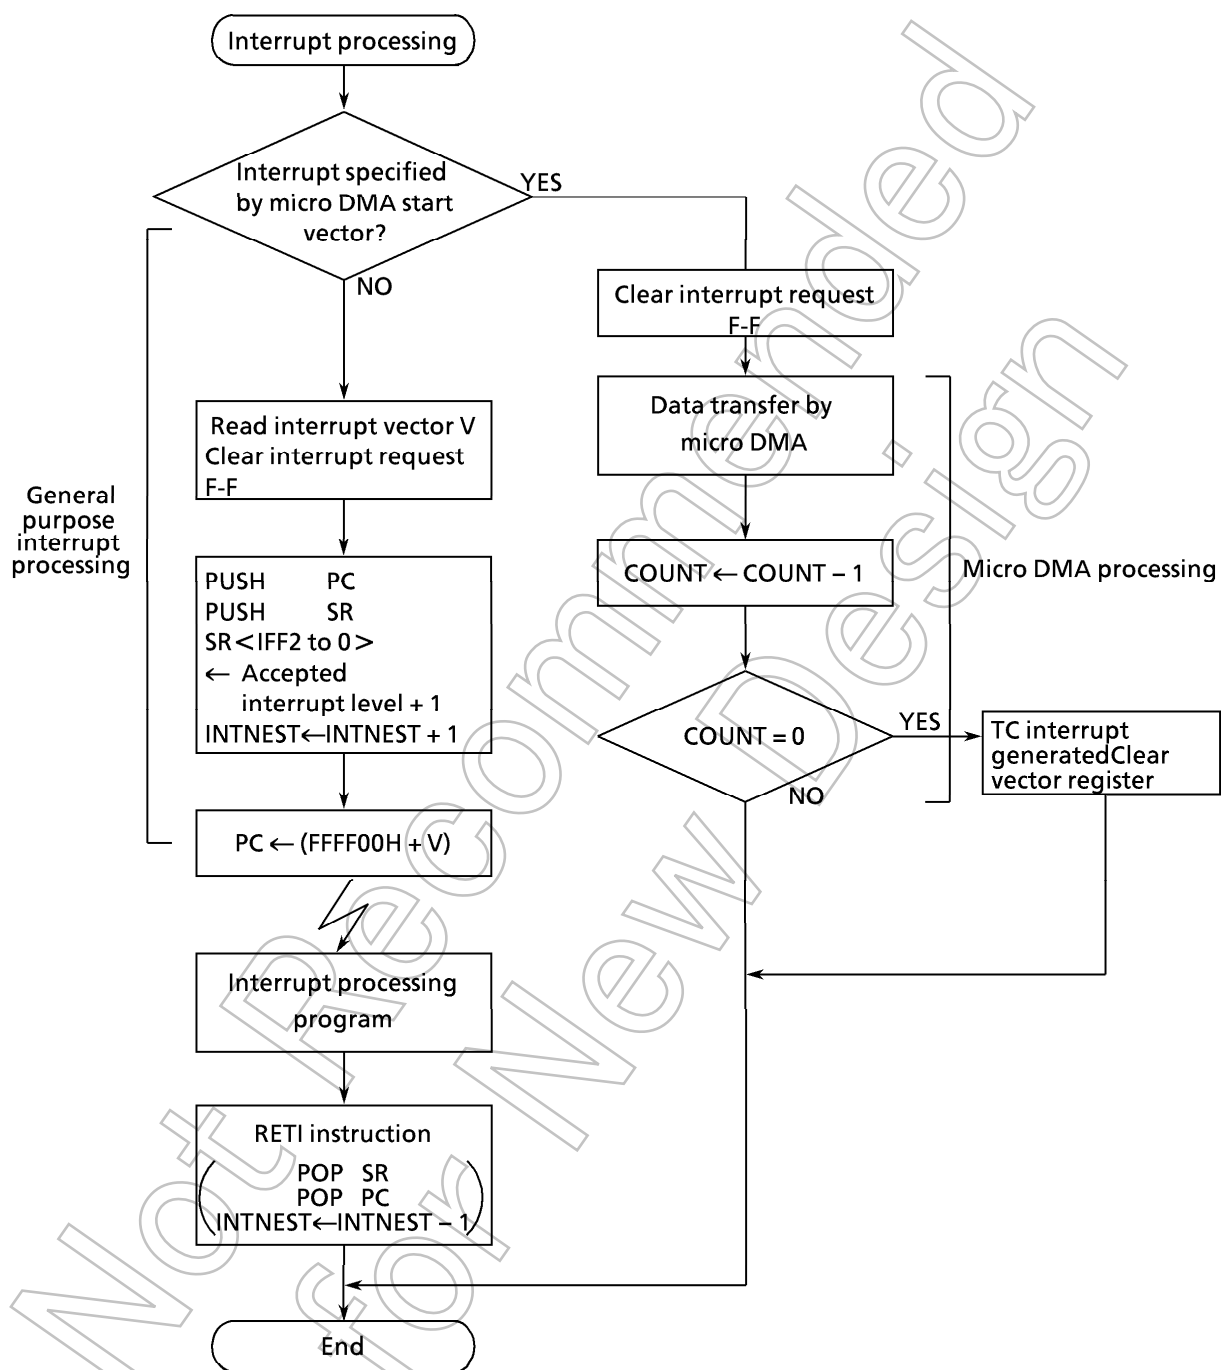 Interrupt processing
Interrupt specified
by micro DMA start
vector?
YES
NO
Clear interrupt request
F-F
Data transfer by
micro DMA
Read interrupt vector V
Clear interrupt request
F-F
General
purpose
interrupt
processing
PUSH PC
PUSH SR
SR<IFF2 to 0>
← Accepted
interrupt level + 1
INTNEST←INTNEST + 1
COUNT ← COUNT – 1
Micro DMA processing
COUNT = 0
YES
NO
TC interrupt
generatedClear
vector register
PC ← (FFFF00H + V)
Interrupt processing
program
RETI instruction
POP SR
POP PC
INTNEST←INTNEST – 1
End
Not Recommended
for New Design